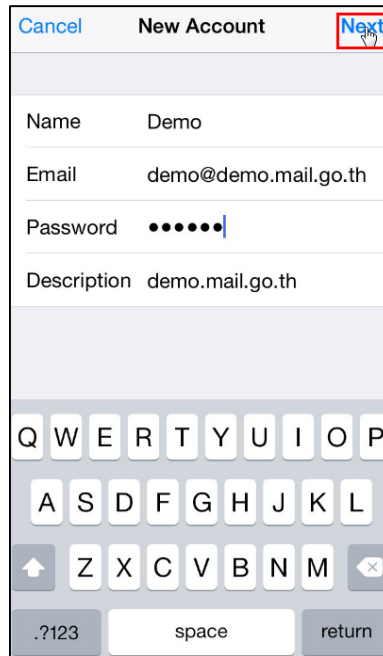 Cancel New Account Next
Name Demo
Email demo@demo.mail.go.th
Password ●●●●●●
Description demo.mail.go.th
Q W E R T Y U I O P
A S D F G H J K L
Z X C V B N M
.?123 space return